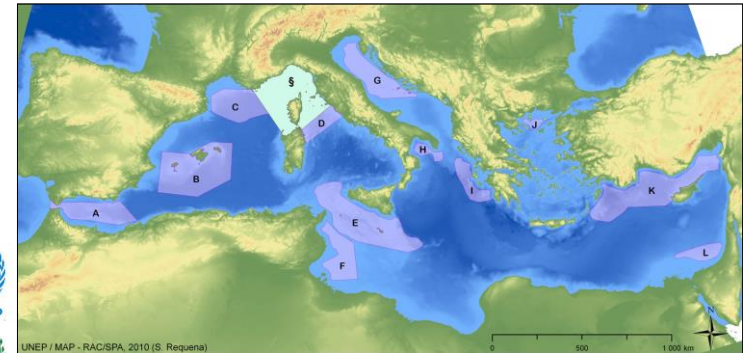 §
G
C
D
J
H
B
I
K
A
E
L
F
N
UNEP / MAP - RAC/SPA, 2010 (S. Requena)
0 500 1 000 km